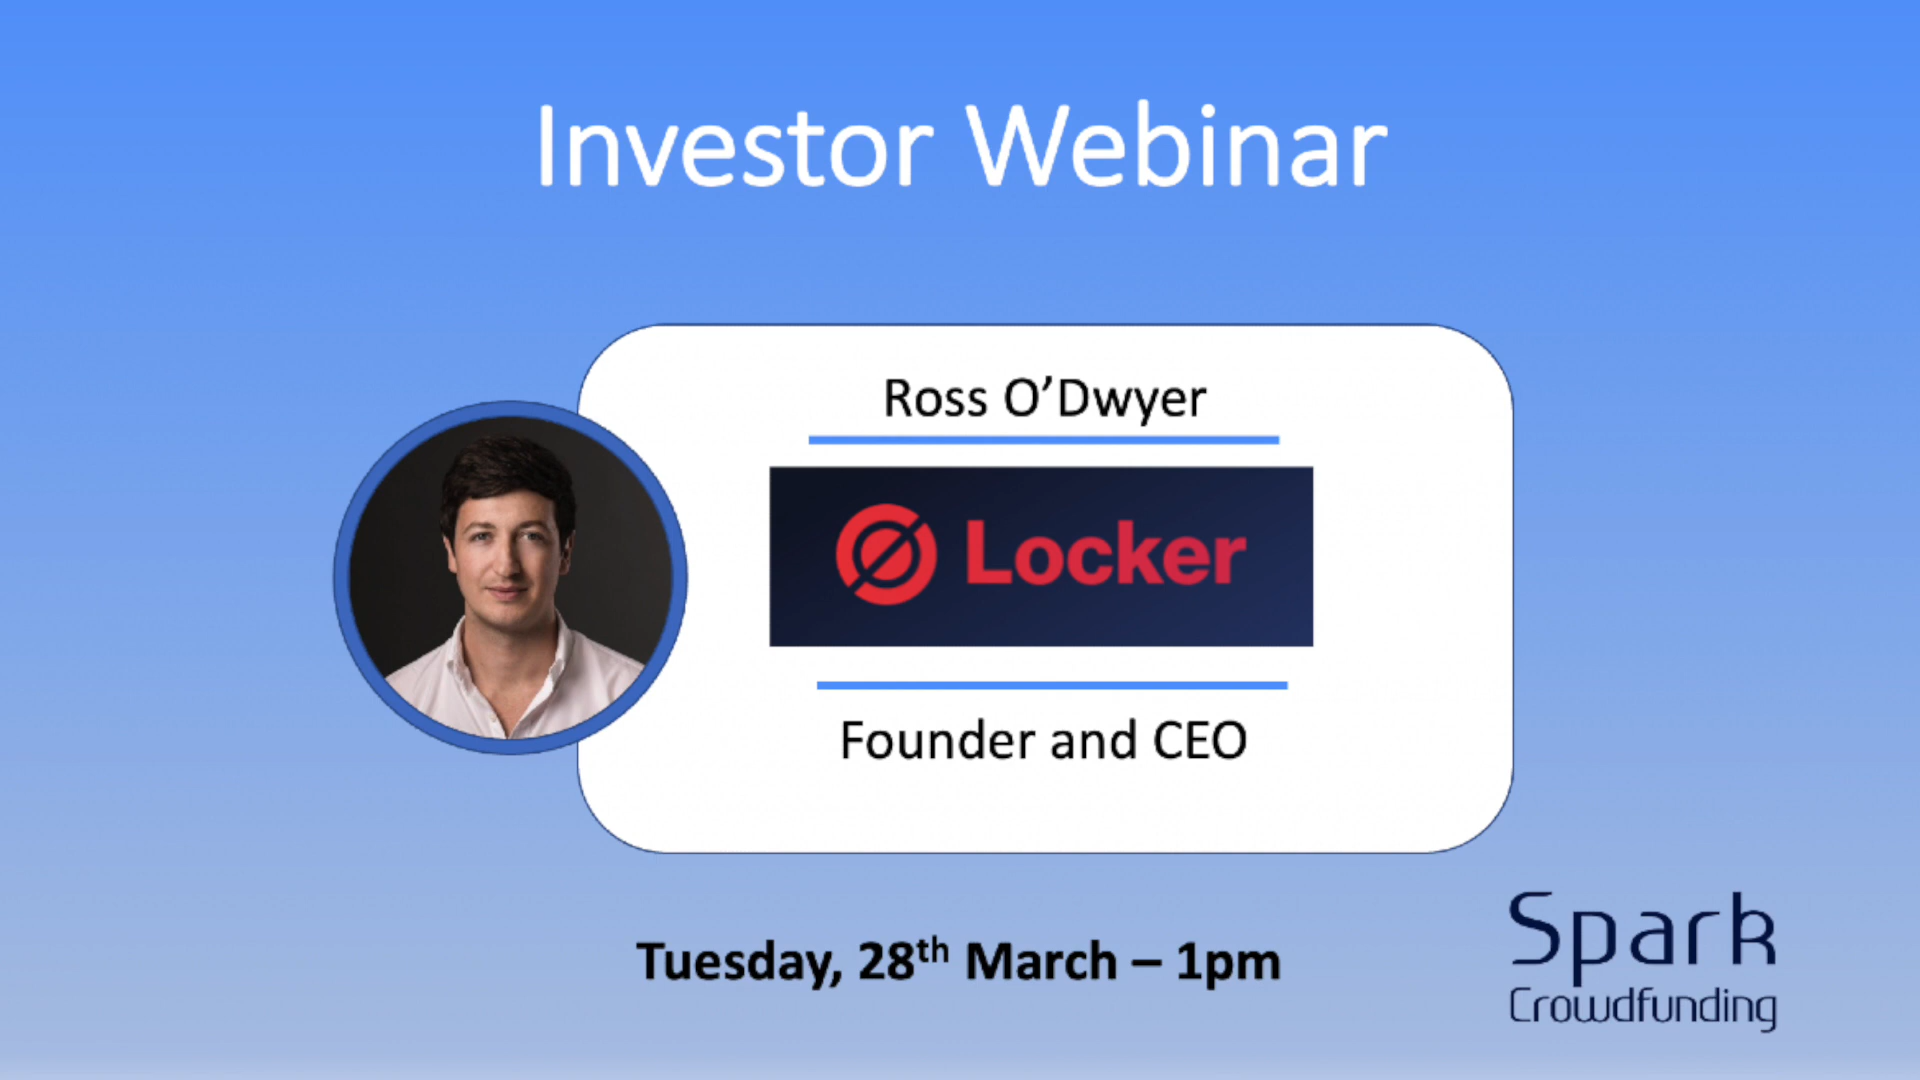 Investor Webinar
Ross O’Dwyer
Locker
Founder and CEO
Tuesday, 28th March – 1pm
Spark
Crowdfunding